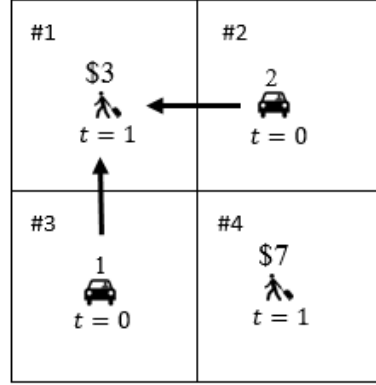 #1
$3
t = 1
#2
2
t = 0
#3
1
t = 0
#4
$7
t = 1